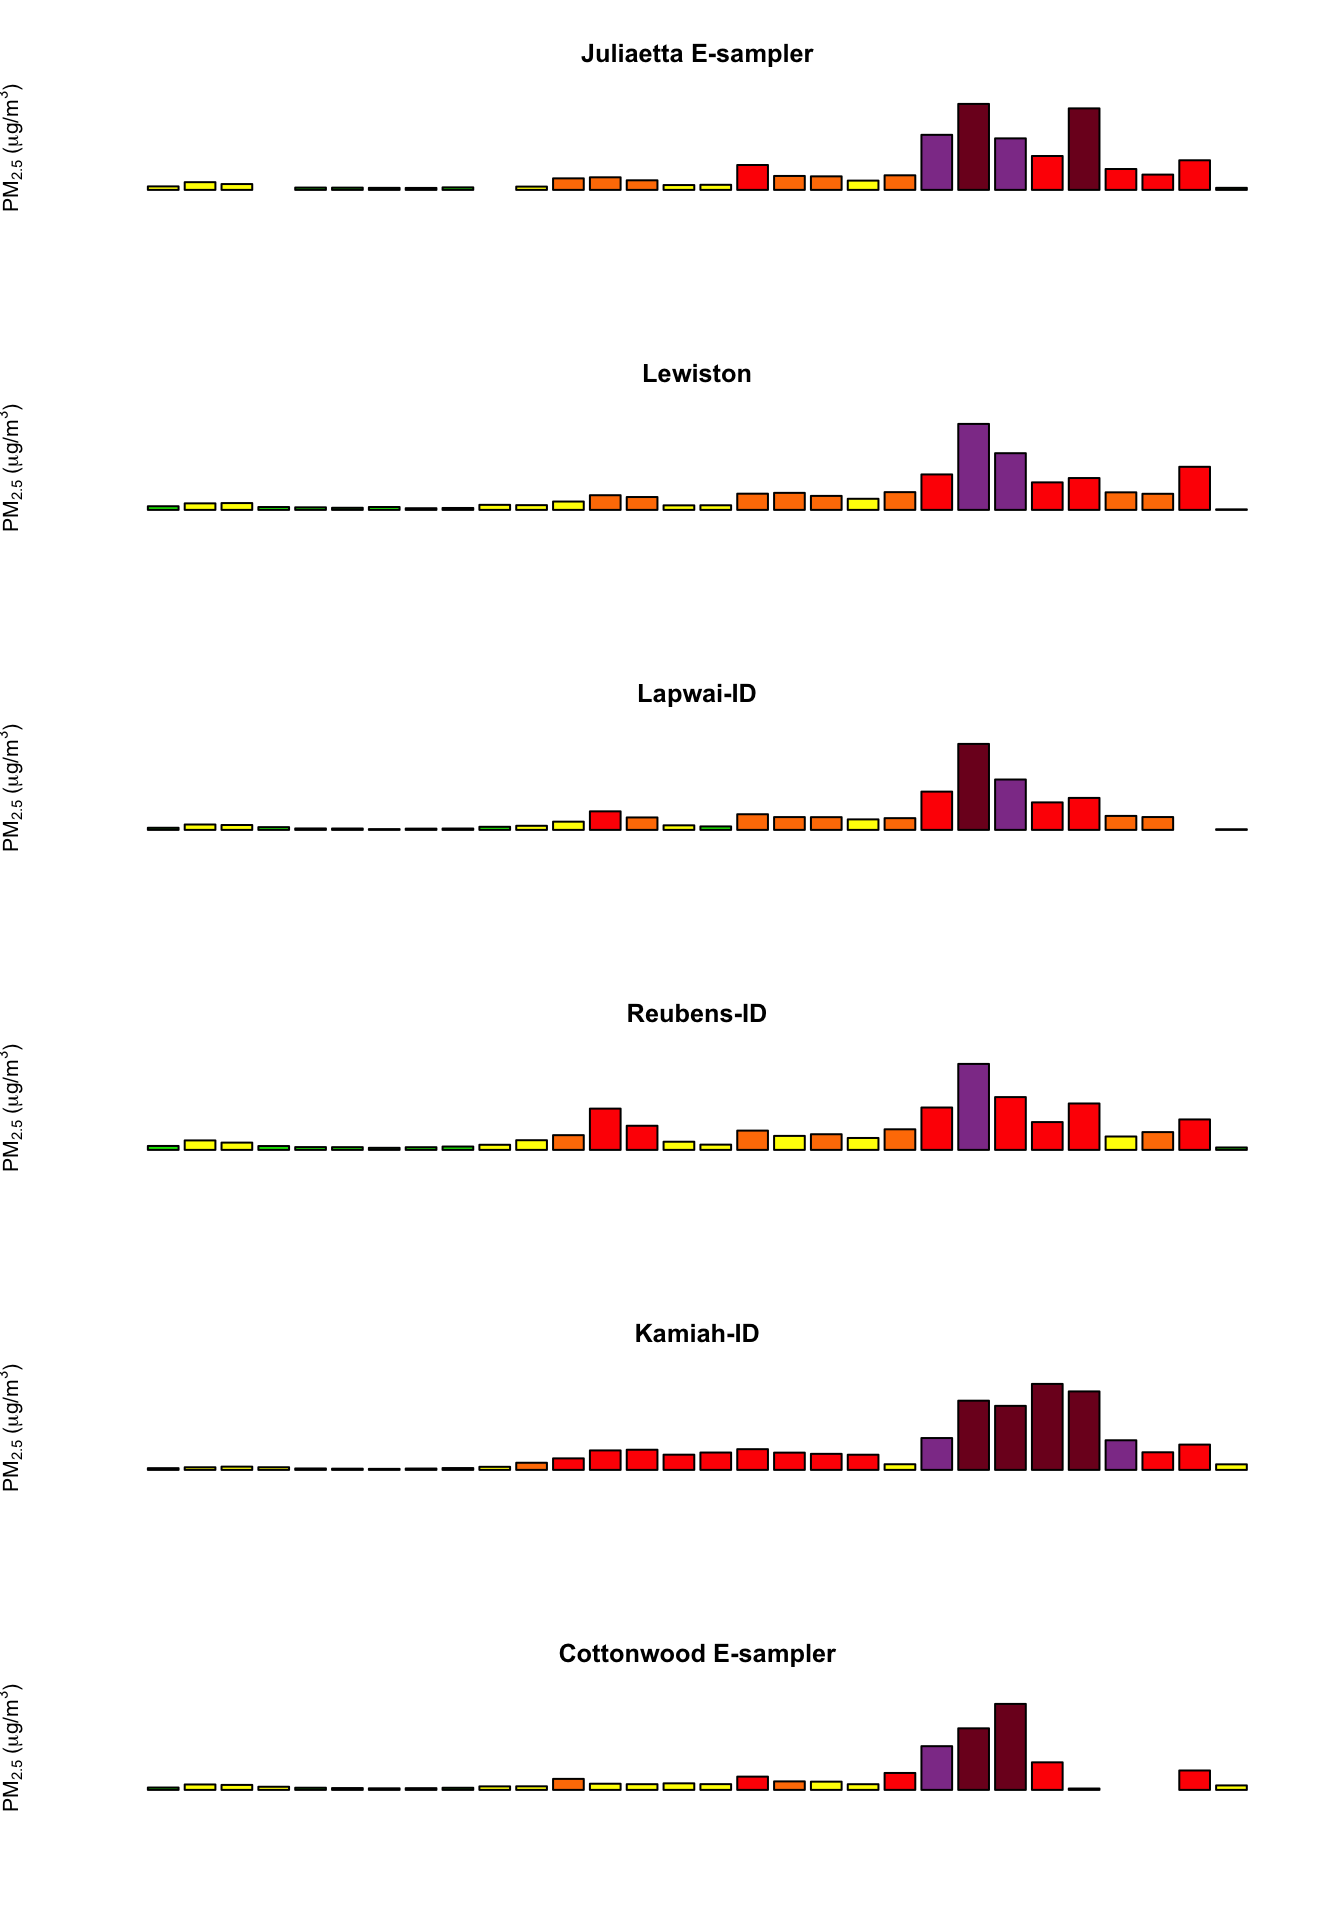 Juliaetta E-sampler
PM2.5 (µg/m3)
Lewiston
PM2.5 (µg/m3)
Lapwai-ID
PM2.5 (µg/m3)
Reubens-ID
PM2.5 (µg/m3)
Kamiah-ID
PM2.5 (µg/m3)
Cottonwood E-sampler
PM2.5 (µg/m3)